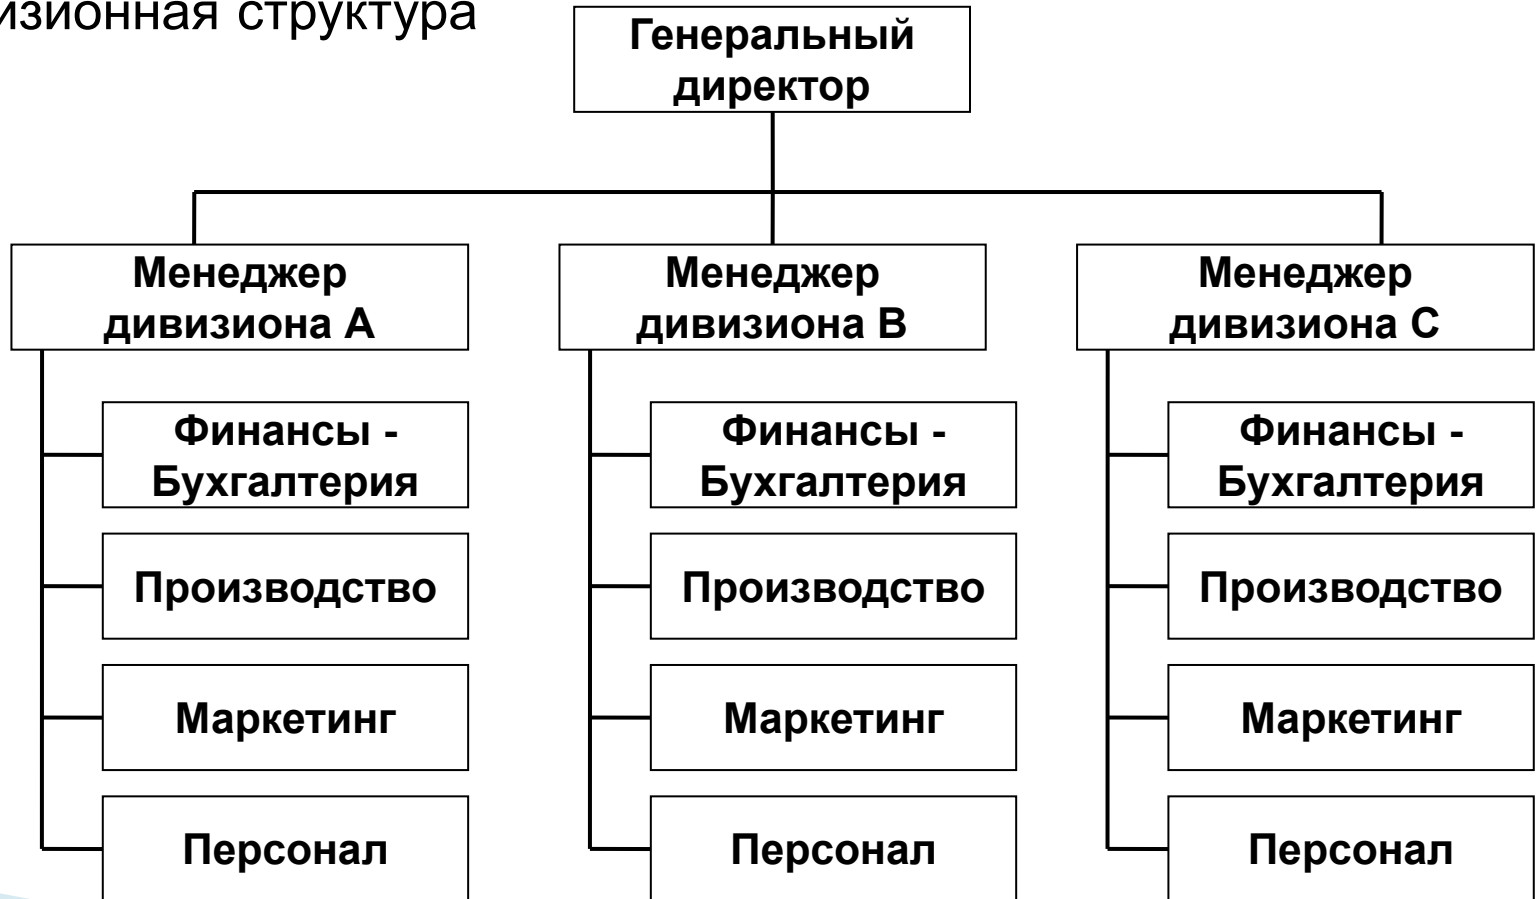 изионная структура
Генеральный
директор
Менеджер
дивизиона А
Менеджер
дивизиона В
Менеджер
дивизиона С
Финансы -
Бухгалтерия
Финансы -
Бухгалтерия
Финансы -
Бухгалтерия
Производство
Производство
Производство
Маркетинг
Маркетинг
Маркетинг
Персонал
Персонал
Персонал